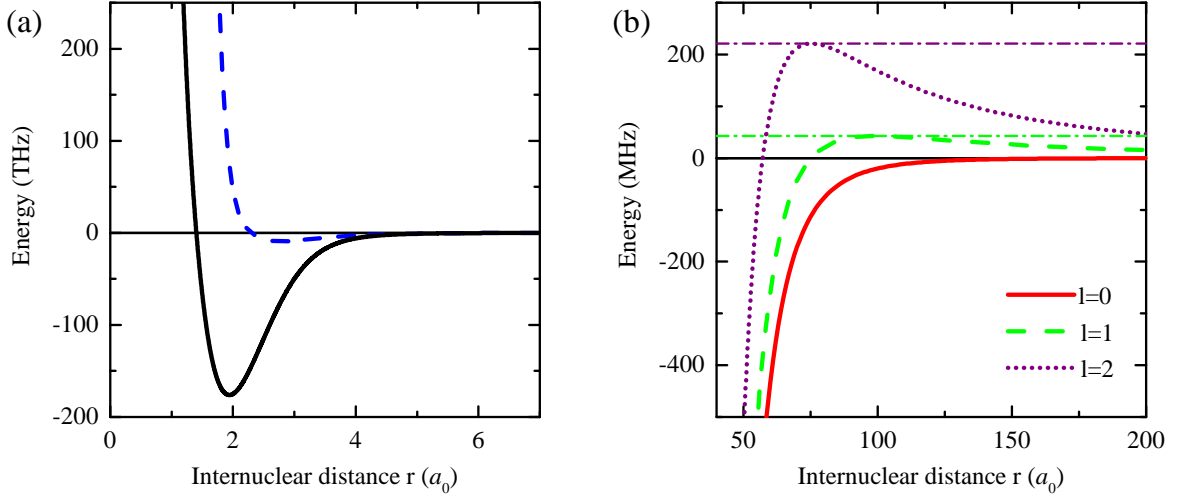 (a)
200
100
0
-100
-200
Energy (THz)
0
2
4
6
Internuclear distance r (a0)
(b)
200
0
-200
-400
Energy (MHz)
50
100
150
200
Internuclear distance r (a0)
l=0
l=1
l=2